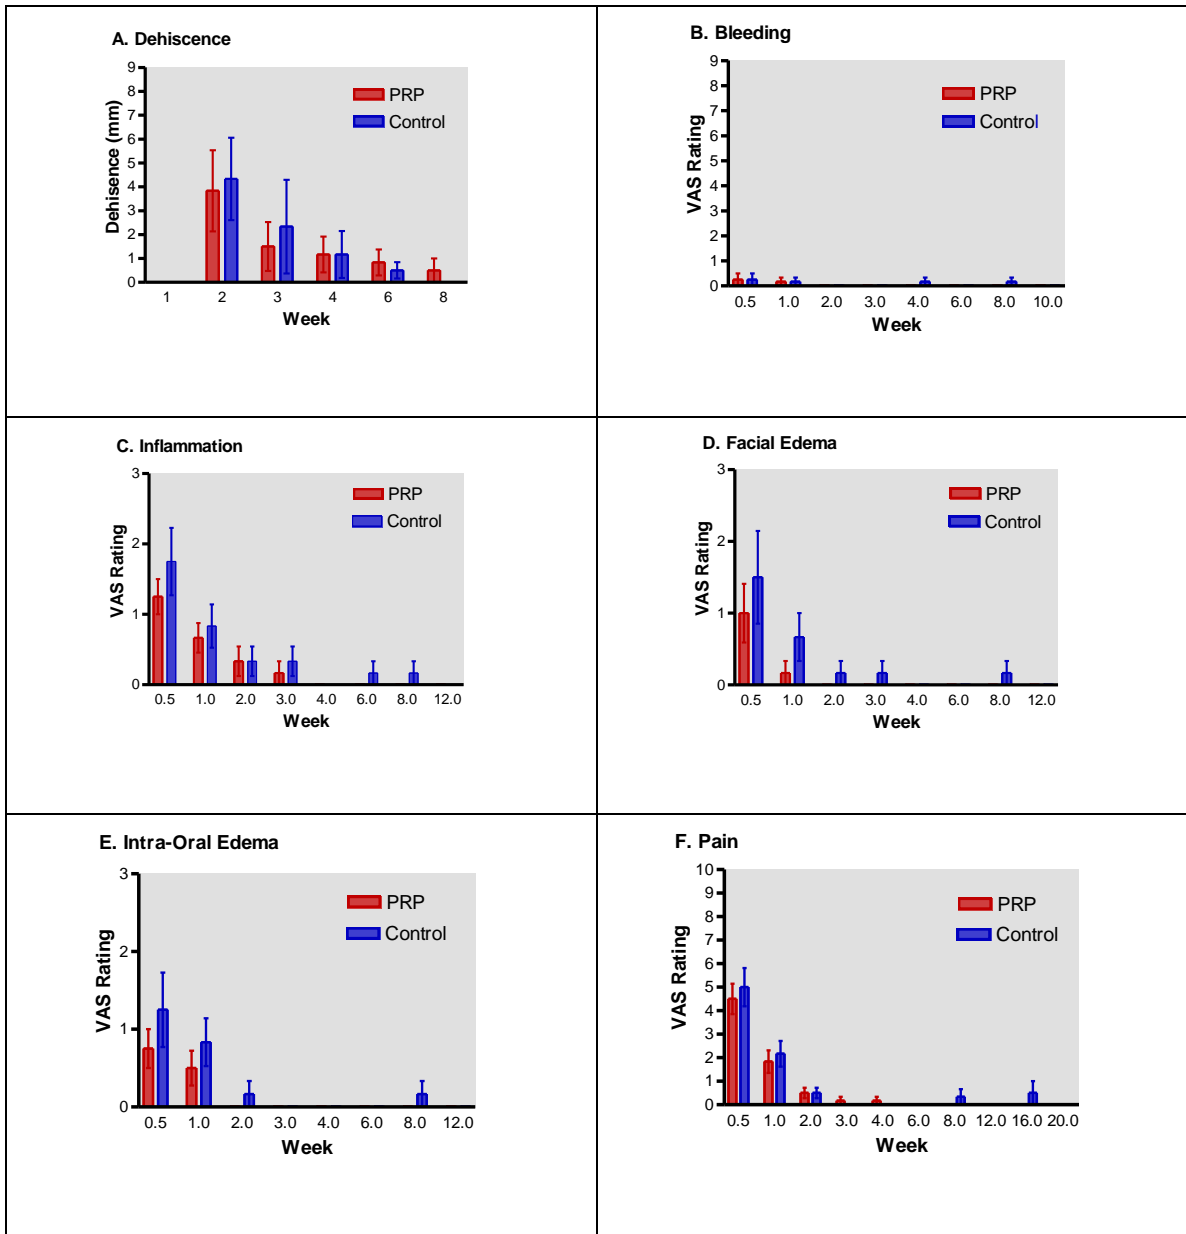 A. Dehiscence
9
8
7
6
5
4
3
2
1
0
Dehisence (mm)
PRP
Control
1 2 3 4 6 8
Week
B. Bleeding
9
8
7
6
5
4
3
2
1
0
VAS Rating
PRP
Control
0.5 1.0 2.0 3.0 4.0 6.0 8.0 10.0
Week
C. Inflammation
3
2
1
0
VAS Rating
PRP
Control
0.5 1.0 2.0 3.0 4.0 6.0 8.0 12.0
Week
D. Facial Edema
3
2
1
0
VAS Rating
PRP
Control
0.5 1.0 2.0 3.0 4.0 6.0 8.0 12.0
Week
E. Intra-Oral Edema
3
2
1
0
VAS Rating
PRP
Control
0.5 1.0 2.0 3.0 4.0 6.0 8.0 12.0
Week
F. Pain
10
9
8
7
6
5
4
3
2
1
0
VAS Rating
PRP
Control
0.5 1.0 2.0 3.0 4.0 6.0 8.0 12.0 16.0 20.0
Week